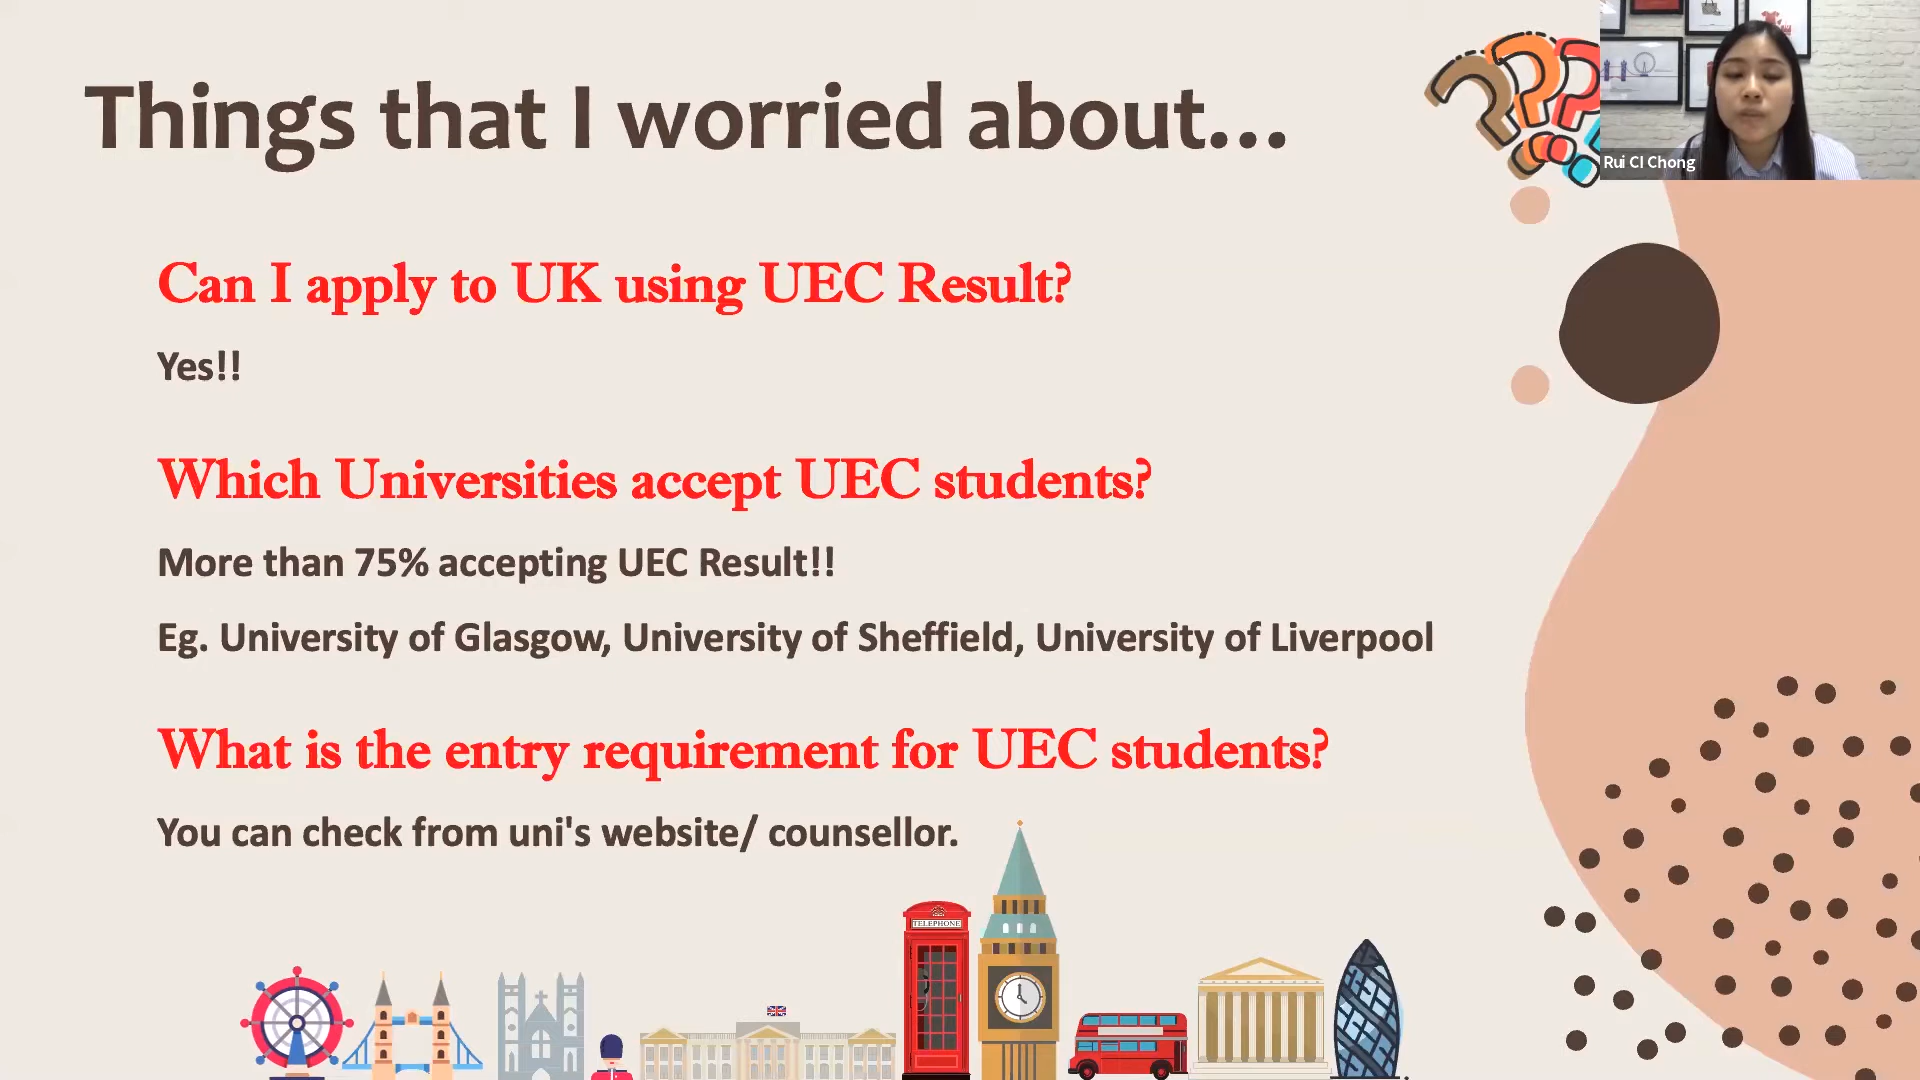 Things that I worried about...
Rui CI Chong
Can I apply to UK using UEC Result?
Yes!!
Which Universities accept UEC students?
More than 75% accepting UEC Result!!
Eg. University of Glasgow, University of Sheffield, University of Liverpool
What is the entry requirement for UEC students?
You can check from uni's website/ counsellor.
TELEPHONE